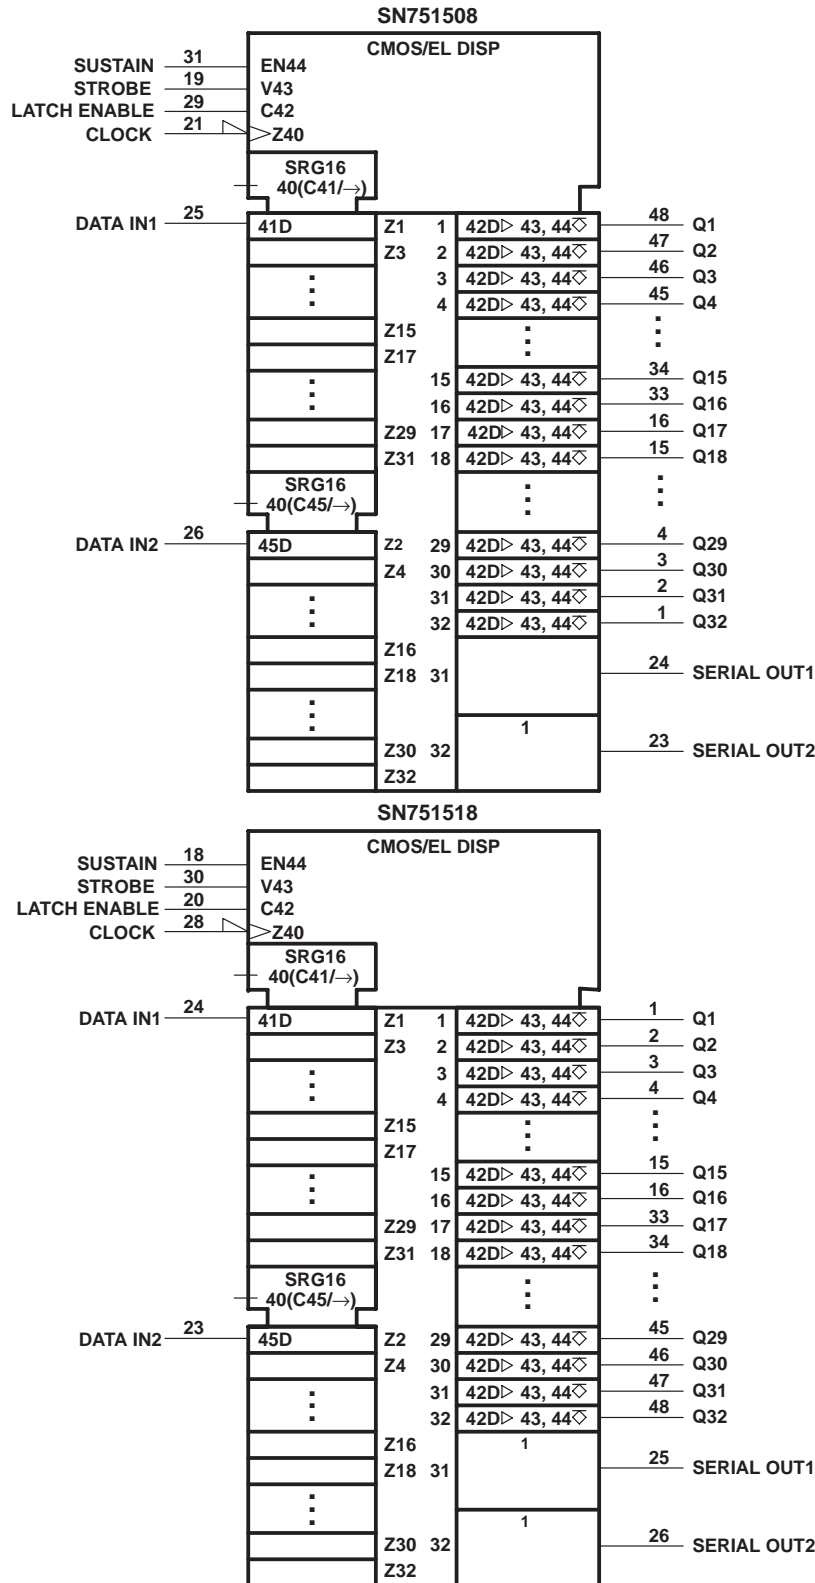 SN751508
CMOS/EL DISP
SUSTAIN 31 EN44
STROBE 19 V43
LATCH ENABLE 29 C42
CLOCK 21 Z40
SRG16
40(C41/→)
DATA IN1 25 41D Z1 1 42D▷ 43, 44⎏ 48 Q1
Z3 2 42D▷ 43, 44⎏ 47 Q2
3 42D▷ 43, 44⎏ 46 Q3
4 42D▷ 43, 44⎏ 45 Q4
Z15
Z17
15 42D▷ 43, 44⎏ 34 Q15
16 42D▷ 43, 44⎏ 33 Q16
Z29 17 42D▷ 43, 44⎏ 16 Q17
Z31 18 42D▷ 43, 44⎏ 15 Q18
SRG16
40(C45/→)
DATA IN2 26 45D Z2 29 42D▷ 43, 44⎏ 4 Q29
Z4 30 42D▷ 43, 44⎏ 3 Q30
31 42D▷ 43, 44⎏ 2 Q31
32 42D▷ 43, 44⎏ 1 Q32
Z16
Z18 31 24 SERIAL OUT1
1
Z30 32 23 SERIAL OUT2
Z32
SN751518
CMOS/EL DISP
SUSTAIN 18 EN44
STROBE 30 V43
LATCH ENABLE 20 C42
CLOCK 28 Z40
SRG16
40(C41/→)
DATA IN1 24 41D Z1 1 42D▷ 43, 44⎏ 1 Q1
Z3 2 42D▷ 43, 44⎏ 2 Q2
3 42D▷ 43, 44⎏ 3 Q3
4 42D▷ 43, 44⎏ 4 Q4
Z15
Z17
15 42D▷ 43, 44⎏ 15 Q15
16 42D▷ 43, 44⎏ 16 Q16
Z29 17 42D▷ 43, 44⎏ 33 Q17
Z31 18 42D▷ 43, 44⎏ 34 Q18
SRG16
40(C45/→)
DATA IN2 23 45D Z2 29 42D▷ 43, 44⎏ 45 Q29
Z4 30 42D▷ 43, 44⎏ 46 Q30
31 42D▷ 43, 44⎏ 47 Q31
32 42D▷ 43, 44⎏ 48 Q32
Z16 1
Z18 31 25 SERIAL OUT1
1
Z30 32 26 SERIAL OUT2
Z32